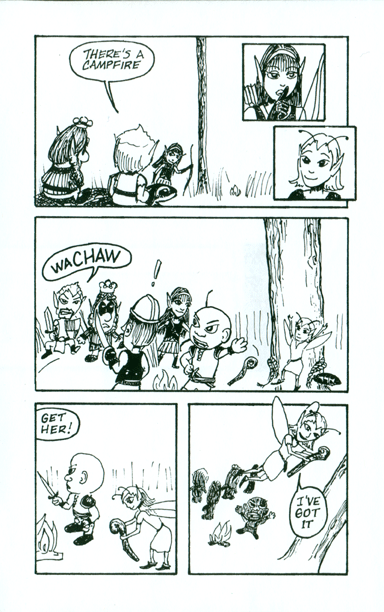 THERE'S A
CAMPFIRE
WACHAW
!
GET
HER!
I'VE
GOT
IT